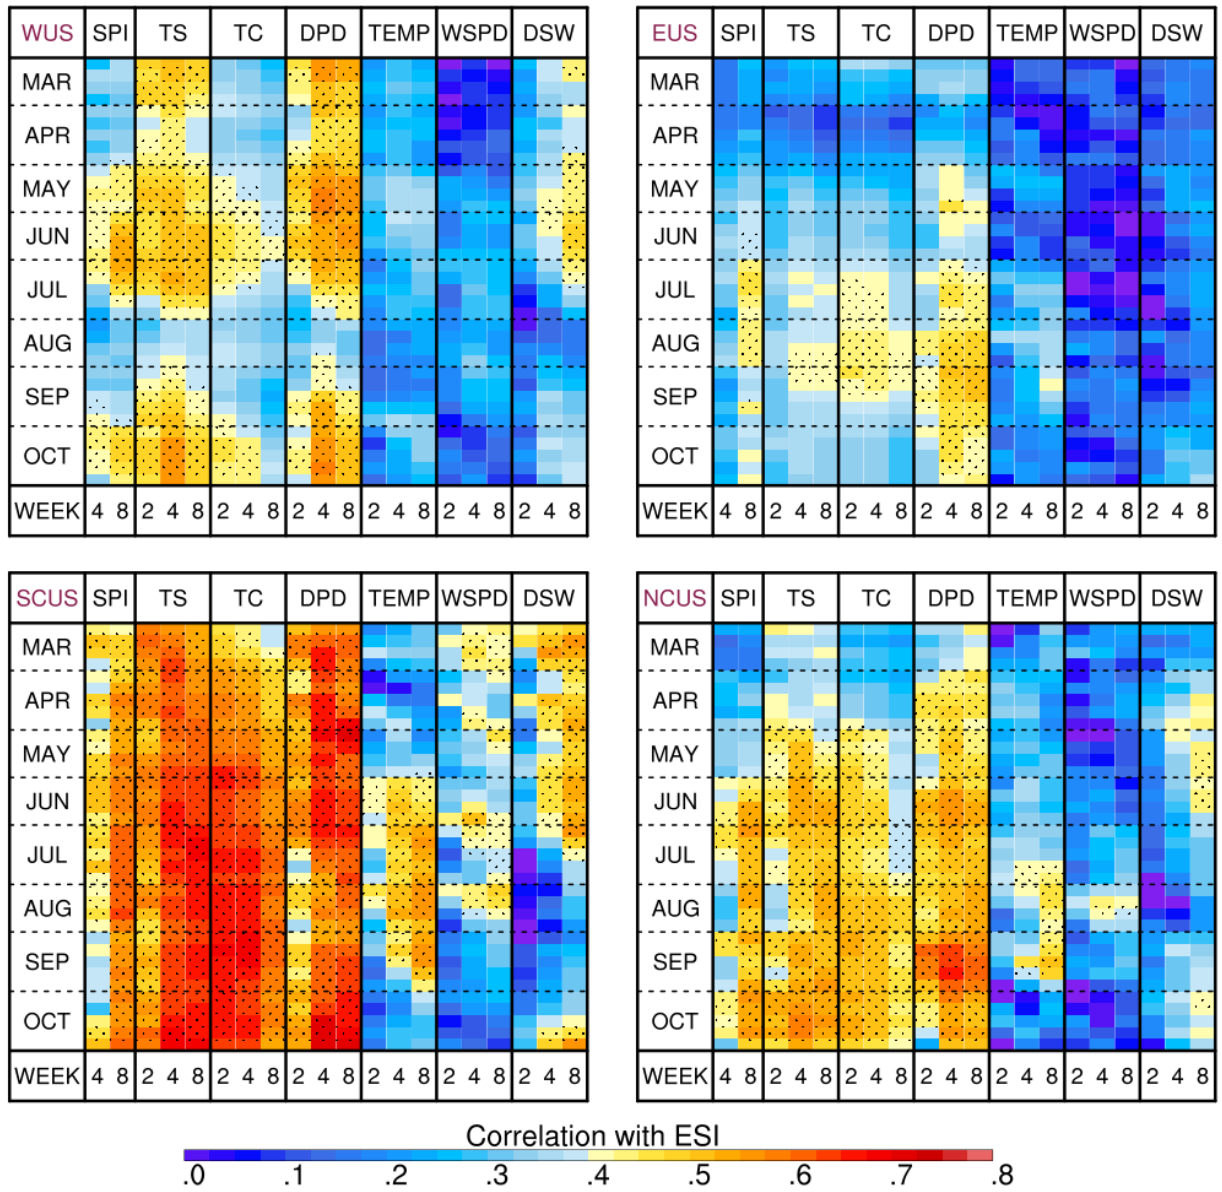 WUS SPI TS TC DPD TEMP WSPD DSW
MAR
APR
MAY
JUN
JUL
AUG
SEP
OCT
WEEK 4 8 2 4 8 2 4 8 2 4 8 2 4 8 2 4 8 2 4 8
EUS SPI TS TC DPD TEMP WSPD DSW
MAR
APR
MAY
JUN
JUL
AUG
SEP
OCT
WEEK 4 8 2 4 8 2 4 8 2 4 8 2 4 8 2 4 8 2 4 8
SCUS SPI TS TC DPD TEMP WSPD DSW
MAR
APR
MAY
JUN
JUL
AUG
SEP
OCT
WEEK 4 8 2 4 8 2 4 8 2 4 8 2 4 8 2 4 8 2 4 8
NCUS SPI TS TC DPD TEMP WSPD DSW
MAR
APR
MAY
JUN
JUL
AUG
SEP
OCT
WEEK 4 8 2 4 8 2 4 8 2 4 8 2 4 8 2 4 8 2 4 8
Correlation with ESI
.0 .1 .2 .3 .4 .5 .6 .7 .8